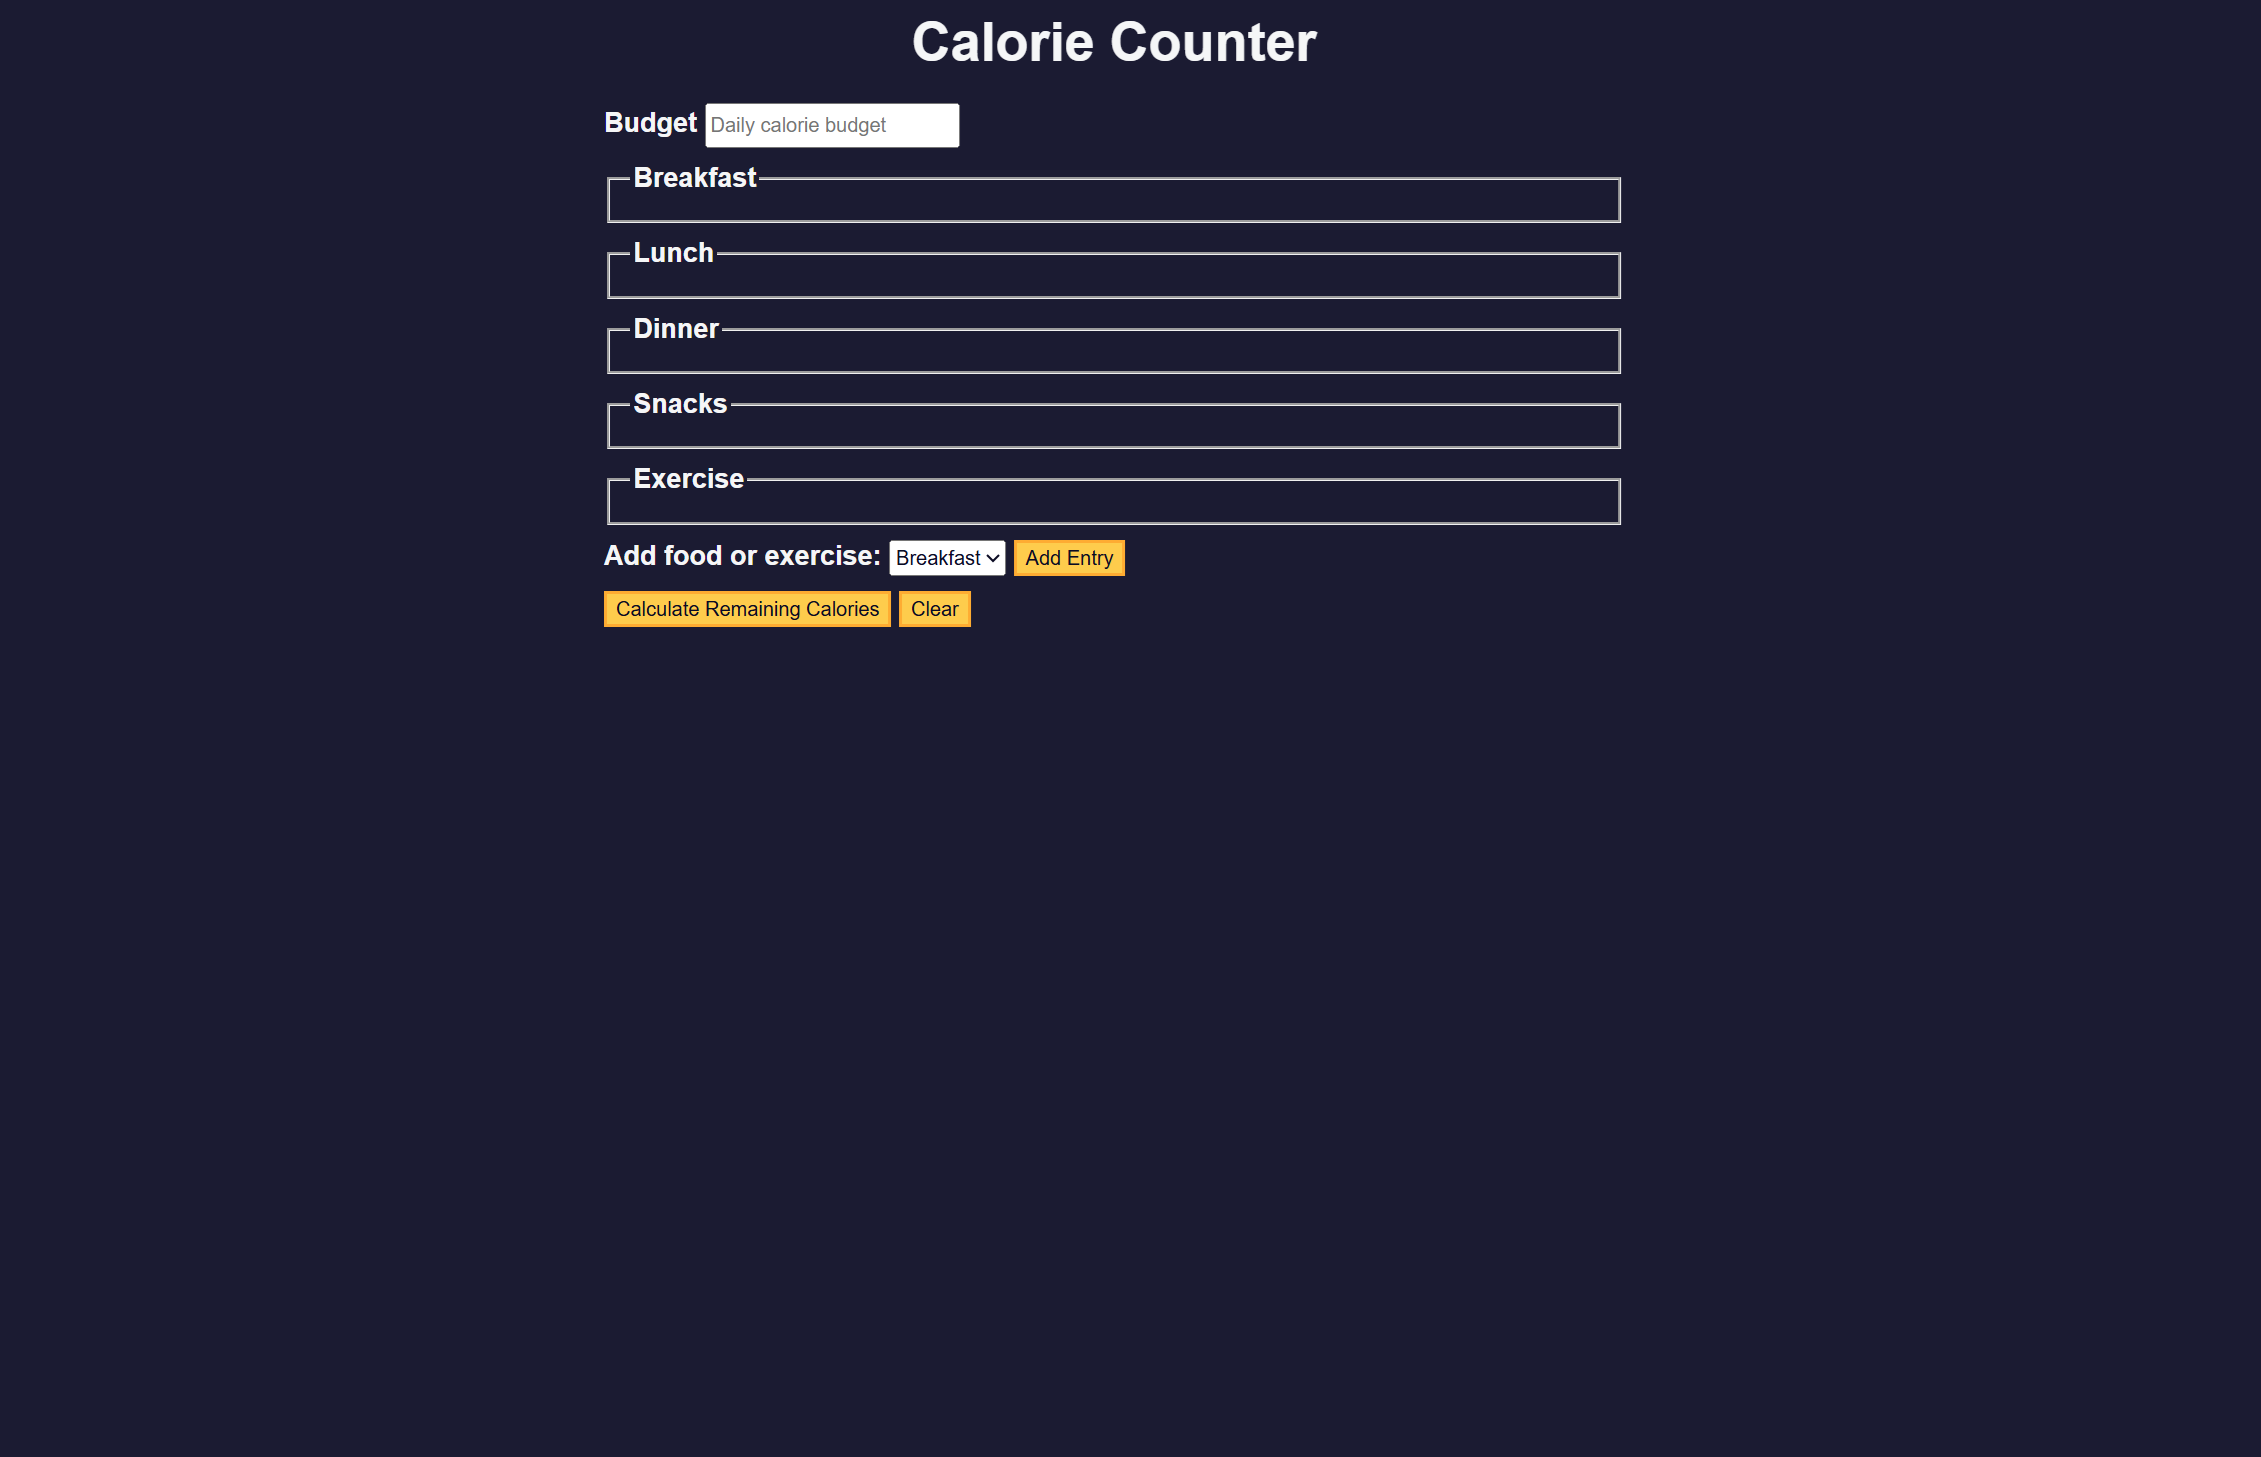 Calorie Counter
Budget Daily calorie budget
Breakfast
Lunch
Dinner
Snacks
Exercise
Add food or exercise: Breakfast Add Entry
Calculate Remaining Calories Clear